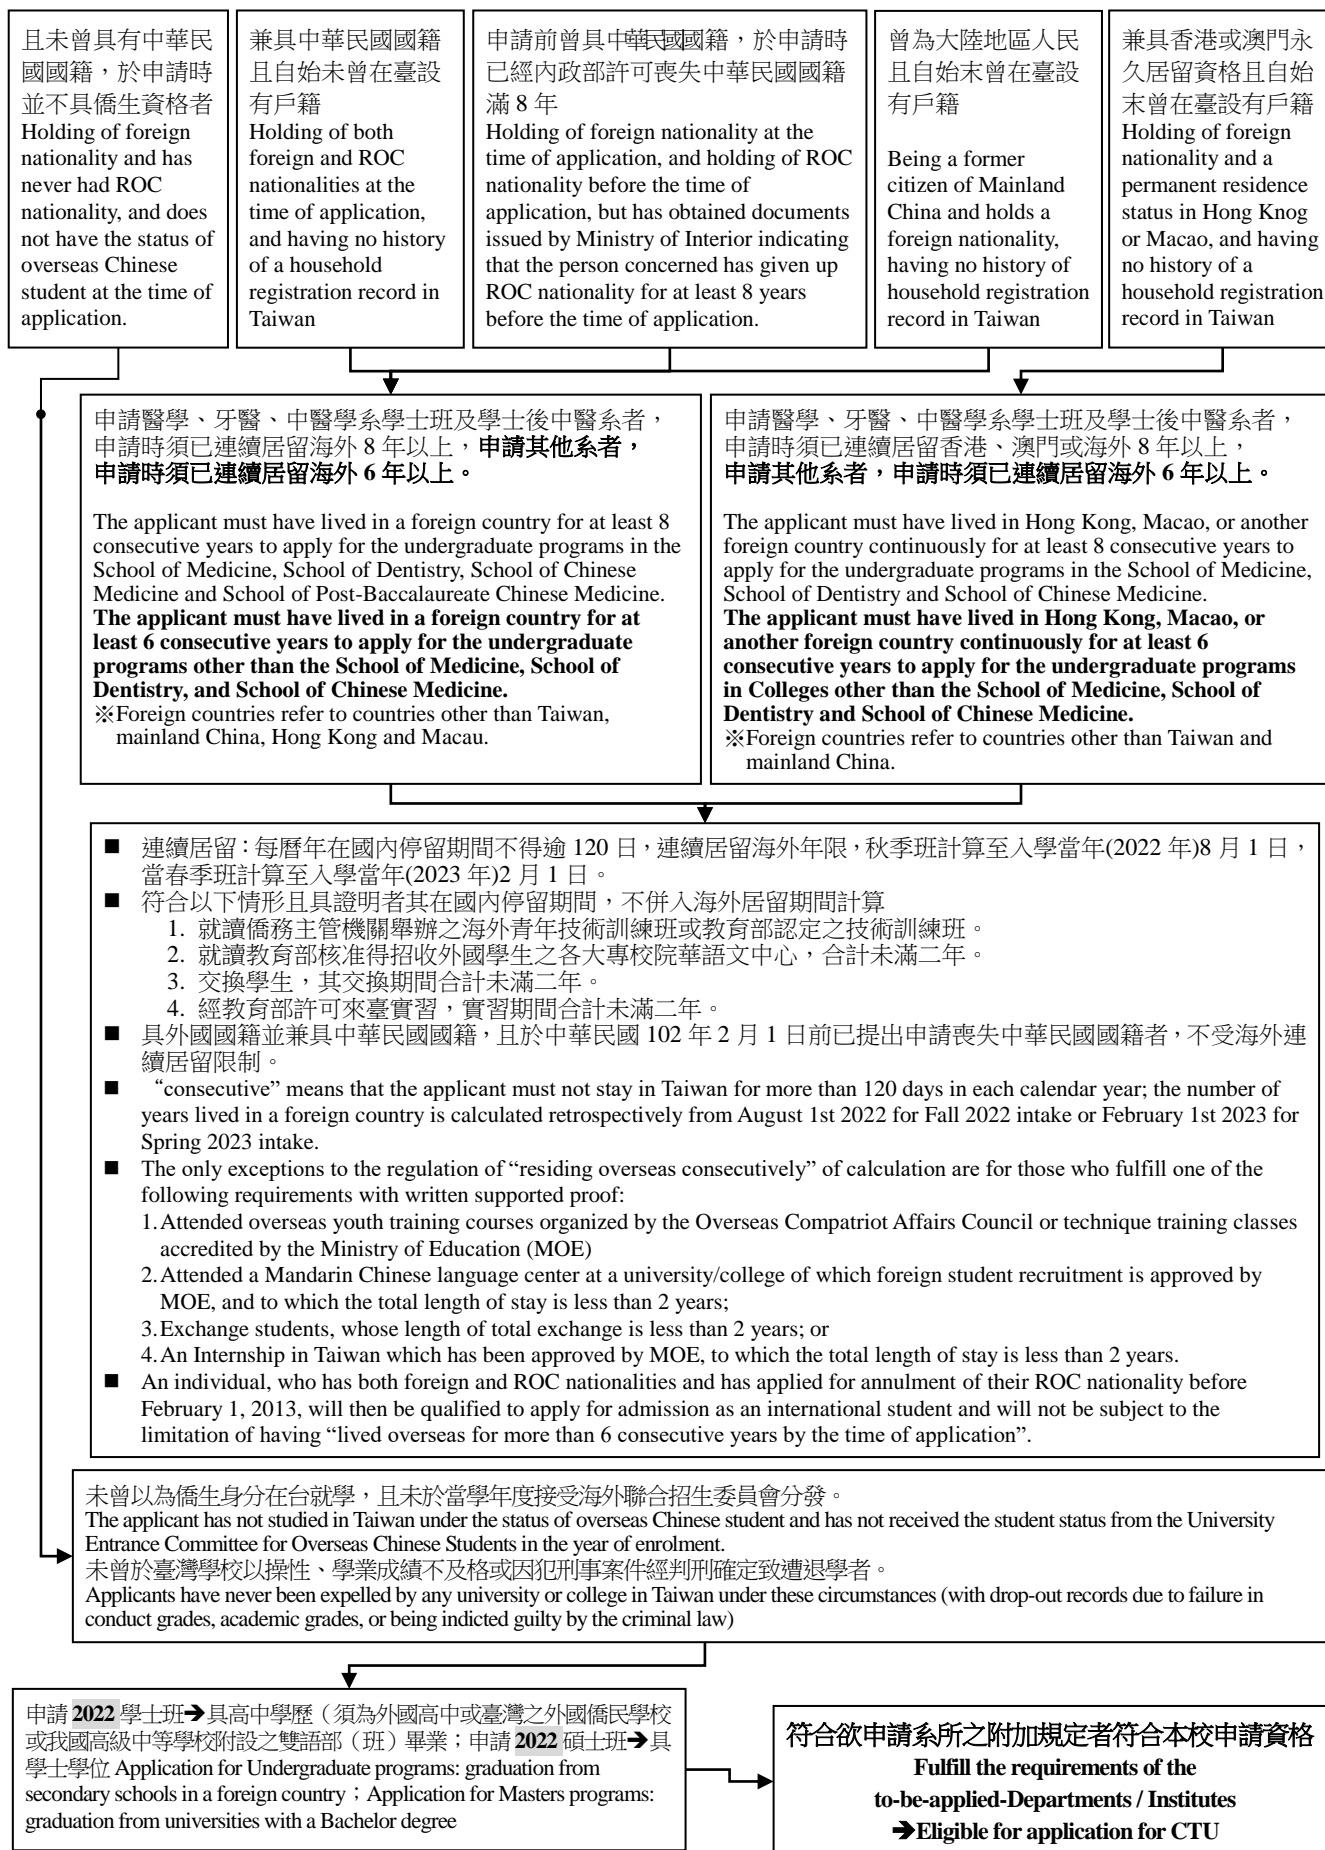 且未曾具有中華民
國國籍，於申請時
並不具僑生資格者
Holding of foreign
nationality and has
never had ROC
nationality, and does
not have the status of
overseas Chinese
student at the time of
application.
兼具中華民國國籍
且自始未曾在臺設
有戶籍
Holding of both
foreign and ROC
nationalities at the
time of application,
and having no history
of a household
registration record in
Taiwan
申請前曾具中華民國國籍，於申請時
已經內政部許可喪失中華民國國籍
滿 8 年
Holding of foreign nationality at the
time of application, and holding of ROC
nationality before the time of
application, but has obtained documents
issued by Ministry of Interior indicating
that the person concerned has given up
ROC nationality for at least 8 years
before the time of application.
曾為大陸地區人民
且自始末曾在臺設
有戶籍
Being a former
citizen of Mainland
China and holds a
foreign nationality,
having no history of
household registration
record in Taiwan
兼具香港或澳門永
久居留資格且自始
末曾在臺設有戶籍
Holding of foreign
nationality and a
permanent residence
status in Hong Knog
or Macao, and having
no history of a
household registration
record in Taiwan
申請醫學、牙醫、中醫學系學士班及學士後中醫系者，
申請時須已連續居留海外 8 年以上，申請其他系者，
申請時須已連續居留海外 6 年以上。
The applicant must have lived in a foreign country for at least 8
consecutive years to apply for the undergraduate programs in the
School of Medicine, School of Dentistry, School of Chinese
Medicine and School of Post-Baccalaureate Chinese Medicine.
The applicant must have lived in a foreign country for at
least 6 consecutive years to apply for the undergraduate
programs other than the School of Medicine, School of
Dentistry, and School of Chinese Medicine.
※Foreign countries refer to countries other than Taiwan,
mainland China, Hong Kong and Macau.
申請醫學、牙醫、中醫學系學士班及學士後中醫系者，
申請時須已連續居留香港、澳門或海外 8 年以上，
申請其他系者，申請時須已連續居留海外 6 年以上。
The applicant must have lived in Hong Kong, Macao, or another
foreign country continuously for at least 8 consecutive years to
apply for the undergraduate programs in the School of Medicine,
School of Dentistry and School of Chinese Medicine.
The applicant must have lived in Hong Kong, Macao, or
another foreign country continuously for at least 6
consecutive years to apply for the undergraduate programs
in Colleges other than the School of Medicine, School of
Dentistry and School of Chinese Medicine.
※Foreign countries refer to countries other than Taiwan and
mainland China.
■ 連續居留：每曆年在國內停留期間不得逾 120 日，連續居留海外年限，秋季班計算至入學當年(2022 年)8 月 1 日，
當春季班計算至入學當年(2023 年)2 月 1 日。
■ 符合以下情形且具證明者其在國內停留期間，不併入海外居留期間計算
1. 就讀僑務主管機關舉辦之海外青年技術訓練班或教育部認定之技術訓練班。
2. 就讀教育部核准得招收外國學生之各大專校院華語文中心，合計未滿二年。
3. 交換學生，其交換期間合計未滿二年。
4. 經教育部許可來臺實習，實習期間合計未滿二年。
■ 具外國國籍並兼具中華民國國籍，且於中華民國 102 年 2 月 1 日前已提出申請喪失中華民國國籍者，不受海外連
續居留限制。
■ “consecutive” means that the applicant must not stay in Taiwan for more than 120 days in each calendar year; the number of
years lived in a foreign country is calculated retrospectively from August 1st 2022 for Fall 2022 intake or February 1st 2023 for
Spring 2023 intake.
■ The only exceptions to the regulation of “residing overseas consecutively” of calculation are for those who fulfill one of the
following requirements with written supported proof:
1. Attended overseas youth training courses organized by the Overseas Compatriot Affairs Council or technique training classes
accredited by the Ministry of Education (MOE)
2. Attended a Mandarin Chinese language center at a university/college of which foreign student recruitment is approved by
MOE, and to which the total length of stay is less than 2 years;
3. Exchange students, whose length of total exchange is less than 2 years; or
4. An Internship in Taiwan which has been approved by MOE, to which the total length of stay is less than 2 years.
■ An individual, who has both foreign and ROC nationalities and has applied for annulment of their ROC nationality before
February 1, 2013, will then be qualified to apply for admission as an international student and will not be subject to the
limitation of having “lived overseas for more than 6 consecutive years by the time of application”.
未曾以為僑生身分在台就學，且未於當學年度接受海外聯合招生委員會分發。
The applicant has not studied in Taiwan under the status of overseas Chinese student and has not received the student status from the University
Entrance Committee for Overseas Chinese Students in the year of enrolment.
未曾於臺灣學校以操性、學業成績不及格或因犯刑事案件經判刑確定致遭退學者。
Applicants have never been expelled by any university or college in Taiwan under these circumstances (with drop-out records due to failure in
conduct grades, academic grades, or being indicted guilty by the criminal law)
申請 2022 學士班➔具高中學歷（須為外國高中或臺灣之外國僑民學校
或我國高級中等學校附設之雙語部（班）畢業；申請 2022 碩士班➔具
學士學位 Application for Undergraduate programs: graduation from
secondary schools in a foreign country；Application for Masters programs:
graduation from universities with a Bachelor degree
符合欲申請系所之附加規定者符合本校申請資格
Fulfill the requirements of the
to-be-applied-Departments / Institutes
➔Eligible for application for CTU